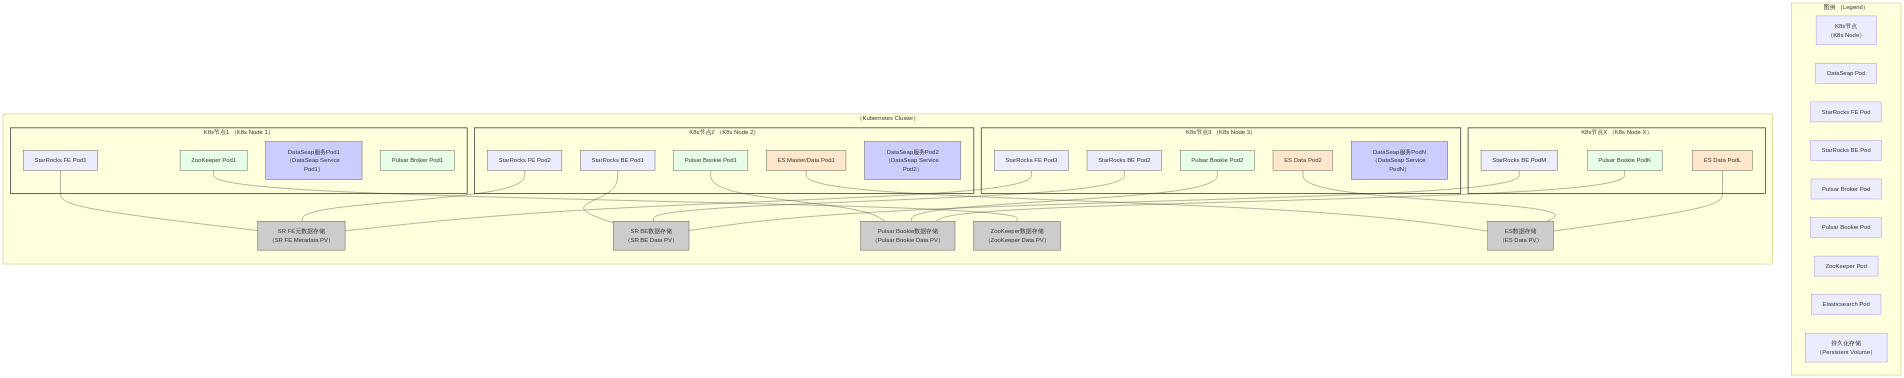 图例 （Legend）
K8s节点
（K8s Node）
DataSeap Pod
StarRocks FE Pod
StarRocks BE Pod
Pulsar Broker Pod
Pulsar Bookie Pod
ZooKeeper Pod
Elasticsearch Pod
持久化存储
（Persistent Volume）
（Kubernetes Cluster）
K8s节点1 （K8s Node 1）
StarRocks FE Pod1
ZooKeeper Pod1
DataSeap服务Pod1
（DataSeap Service
Pod1）
Pulsar Broker Pod1
K8s节点2 （K8s Node 2）
StarRocks FE Pod2
StarRocks BE Pod1
Pulsar Bookie Pod1
ES Master/Data Pod1
DataSeap服务Pod2
（DataSeap Service
Pod2）
K8s节点3 （K8s Node 3）
StarRocks FE Pod3
StarRocks BE Pod2
Pulsar Bookie Pod2
ES Data Pod2
DataSeap服务PodN
（DataSeap Service
PodN）
K8s节点X （K8s Node X）
StarRocks BE PodM
Pulsar Bookie PodK
ES Data PodL
SR FE元数据存储
（SR FE Metadata PV）
SR BE数据存储
（SR BE Data PV）
Pulsar Bookie数据存储
（Pulsar Bookie Data PV）
ZooKeeper数据存储
（ZooKeeper Data PV）
ES数据存储
（ES Data PV）